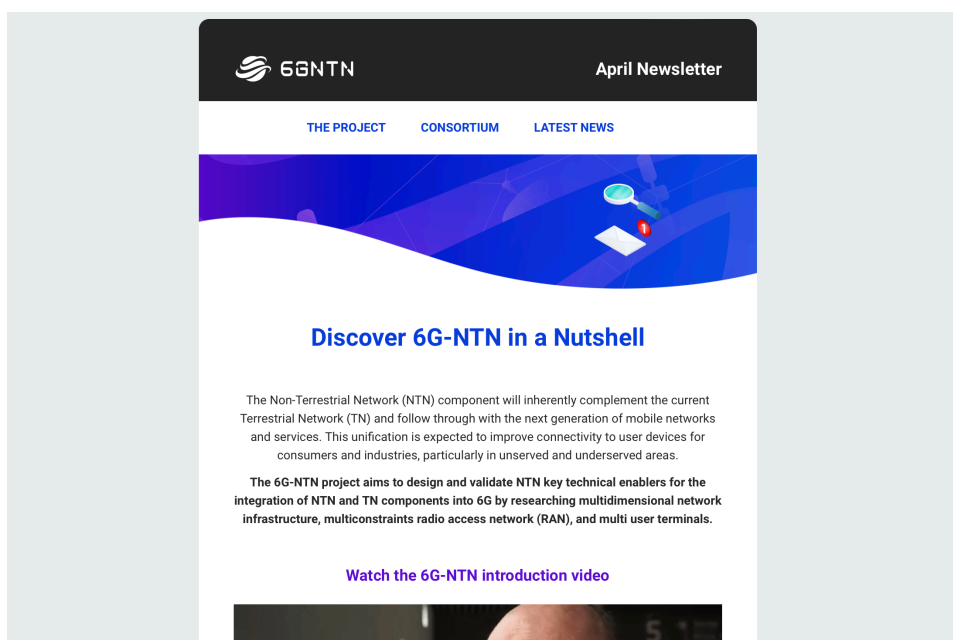 6GNTN
April Newsletter
THE PROJECT
CONSORTIUM
LATEST NEWS
1
Discover 6G-NTN in a Nutshell
The Non-Terrestrial Network (NTN) component will inherently complement the current
Terrestrial Network (TN) and follow through with the next generation of mobile networks
and services. This unification is expected to improve connectivity to user devices for
consumers and industries, particularly in unserved and underserved areas.
The 6G-NTN project aims to design and validate NTN key technical enablers for the
integration of NTN and TN components into 6G by researching multidimensional network
infrastructure, multiconstraints radio access network (RAN), and multi user terminals.
Watch the 6G-NTN introduction video
5